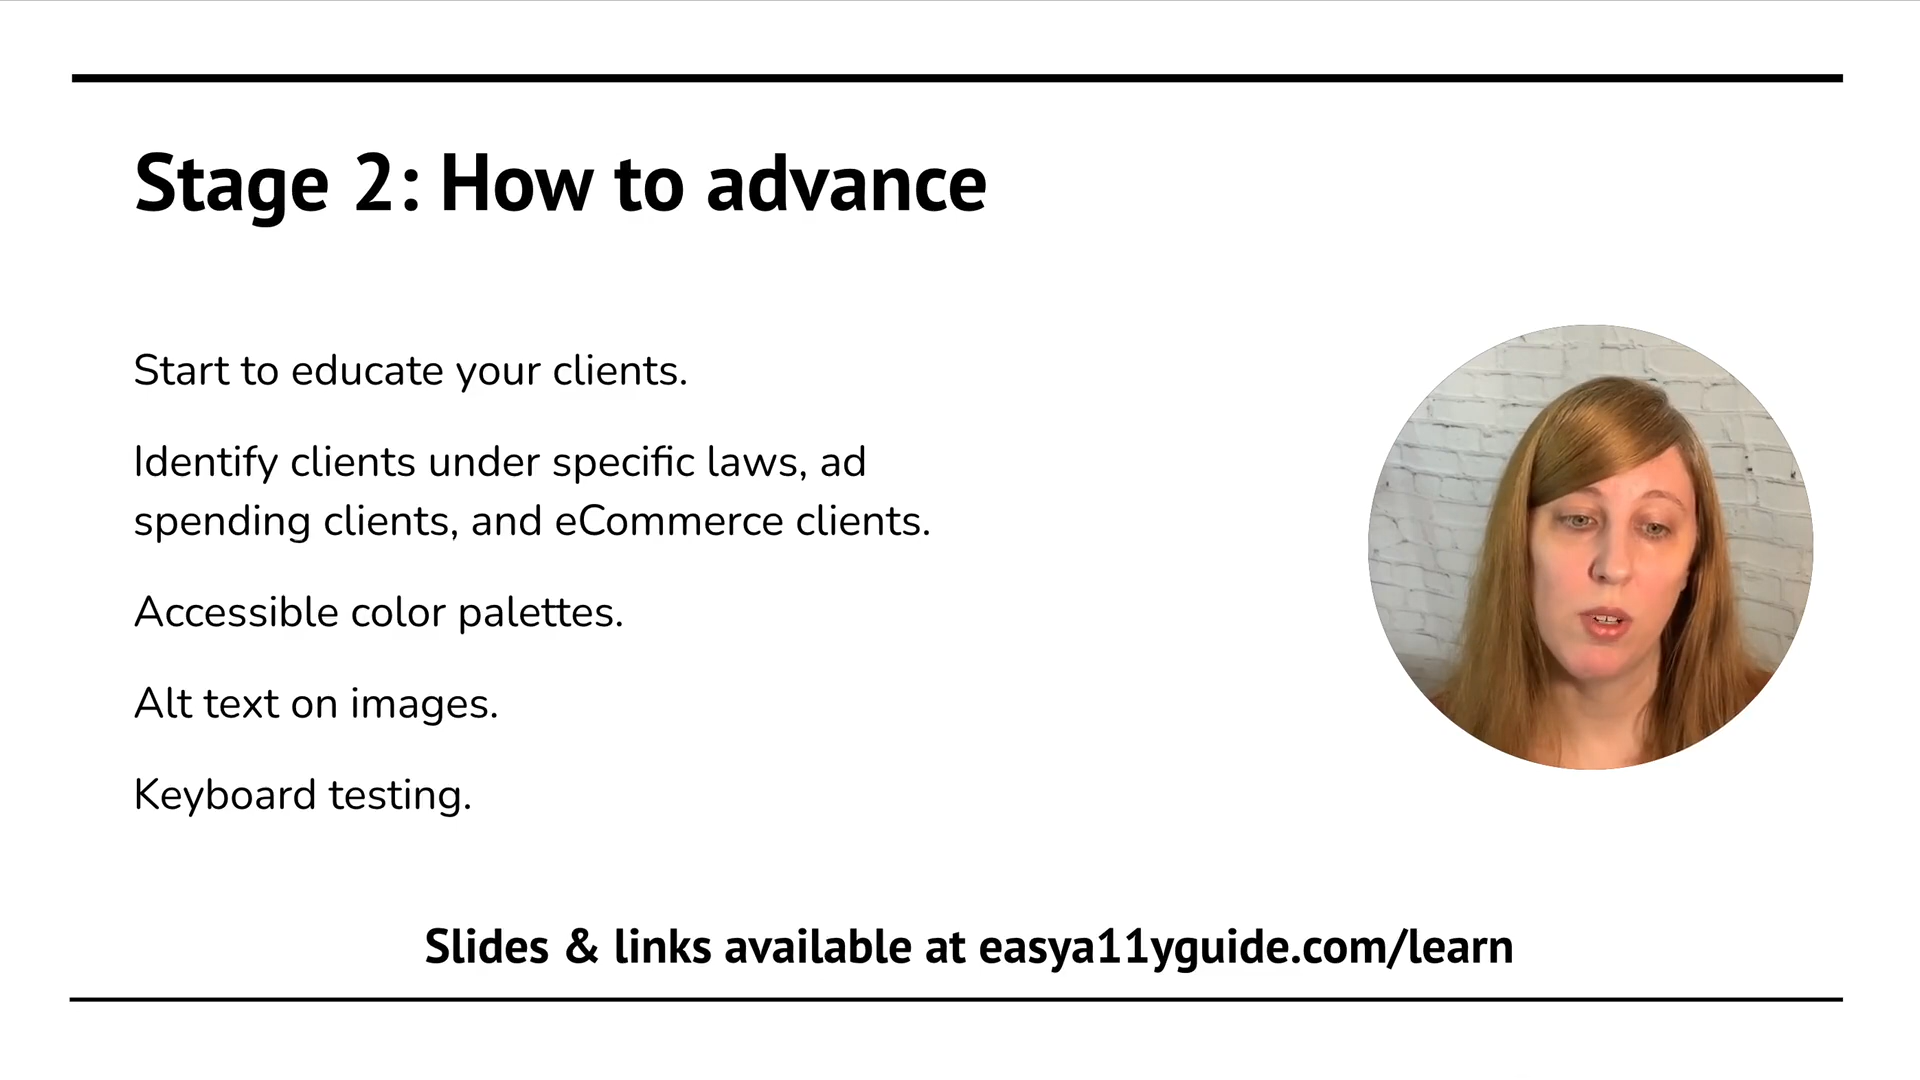 Stage 2: How to advance
Start to educate your clients.
Identify clients under specific laws, ad
spending clients, and eCommerce clients.
Accessible color palettes.
Alt text on images.
Keyboard testing.
Slides & links available at easya11yguide.com/learn